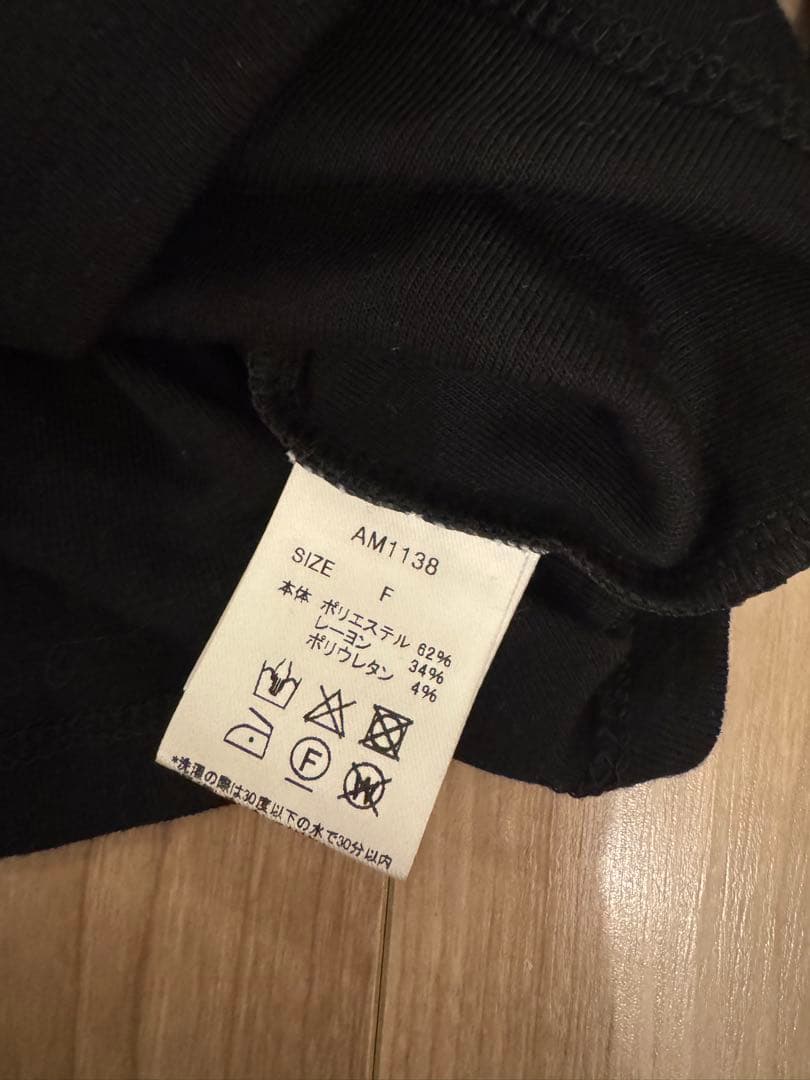 AM1138
SIZE F
本体 ポリエステル 62%
レーヨン 34%
ポリウレタン 4%
F
W
*洗濯の際は30度以下の水で30分以内